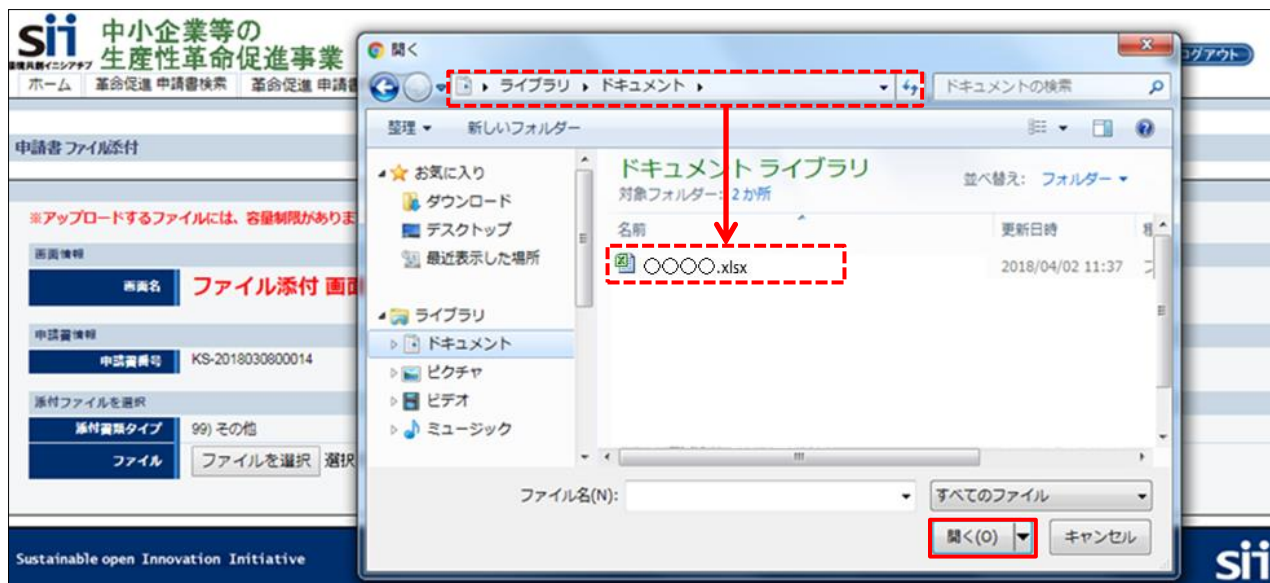 sii 中小企業等の
環境共創イニシアチブ 生産性革命促進事業
ログアウト
ホーム 革命促進 申請書検索 革命促進 申請書
申請書 ファイル添付
※アップロードするファイルには、容量制限がありま
画面情報
画面名 ファイル添付 画面
申請書情報
申請書番号 KS-2018030800014
添付ファイルを選択
添付書類タイプ 99) その他
ファイル ファイルを選択 選択
開く
ライブラリ ドキュメント
ドキュメントの検索
整理 新しいフォルダー
お気に入り
ダウンロード
デスクトップ
最近表示した場所
ライブラリ
ドキュメント
ピクチャ
ビデオ
ミュージック
ドキュメント ライブラリ
対象フォルダー: 2 か所
並べ替え: フォルダー
名前 更新日時 種
〇〇〇〇.xlsx 2018/04/02 11:37
ファイル名(N):
すべてのファイル
開く(O) キャンセル
Sustainable open Innovation Initiative
sii